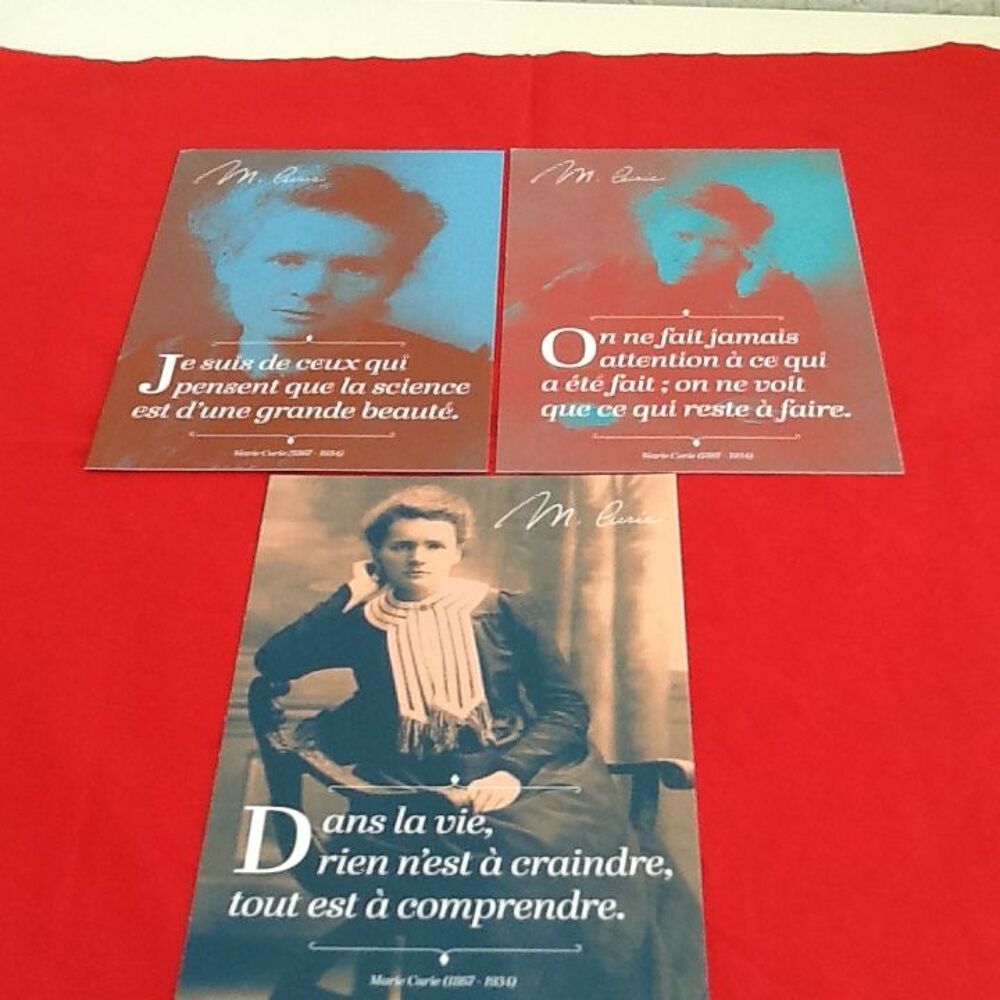 M. Curie
Je suis de ceux qui
pensent que la science
est d'une grande beauté.
Marie Curie (1867 - 1934)
M. Curie
On ne fait jamais
attention à ce qui
a été fait ; on ne voit
que ce qui reste à faire.
Marie Curie (1867 - 1934)
M. Curie
Dans la vie,
rien n'est à craindre,
tout est à comprendre.
Marie Curie (1867 - 1934)